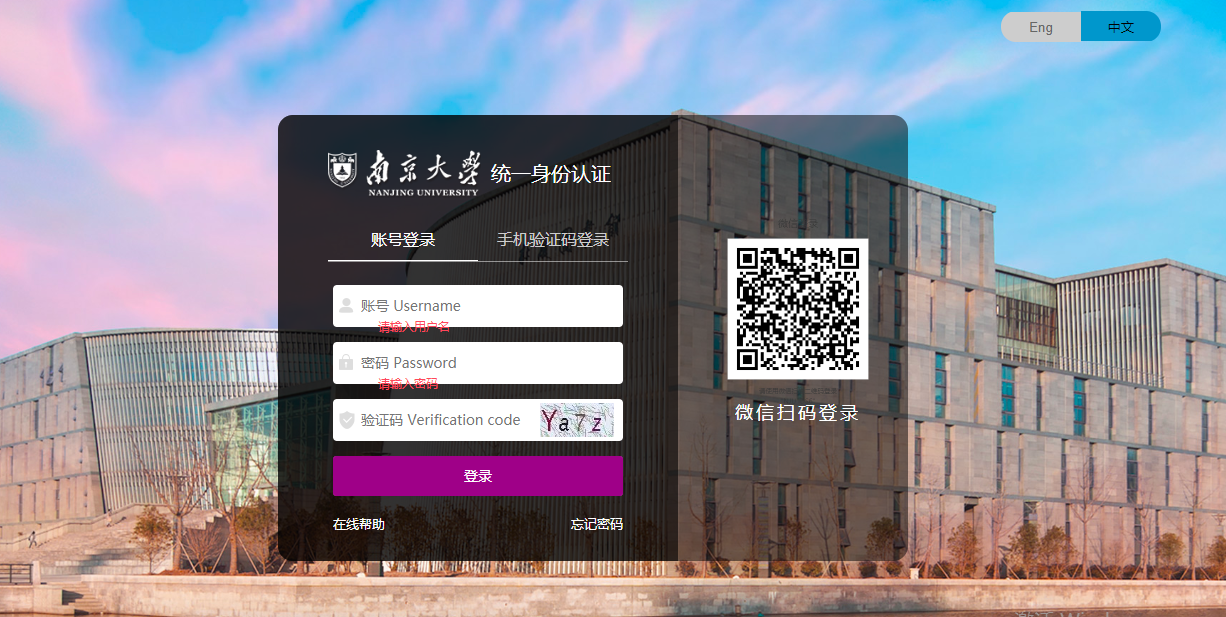 Eng 中文
南京大学
NANJING UNIVERSITY
统一身份认证
账号登录 手机验证码登录
账号 Username
请输入用户名
密码 Password
请输入密码
验证码 Verification code Ya7z
登录
在线帮助 忘记密码
微信扫码登录